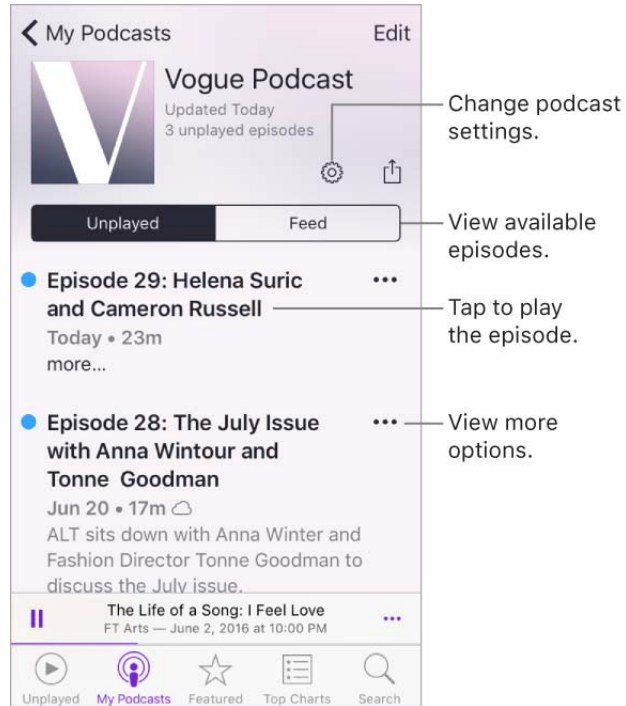 My Podcasts
Edit
Vogue Podcast
Updated Today
3 unplayed episodes
Change podcast
settings.
Unplayed
Feed
View available
episodes.
Episode 29: Helena Suric
and Cameron Russell
Today • 23m
more...
Tap to play
the episode.
Episode 28: The July Issue
with Anna Wintour and
Tonne Goodman
Jun 20 • 17m
ALT sits down with Anna Winter and
Fashion Director Tonne Goodman to
discuss the July issue.
View more
options.
The Life of a Song: I Feel Love
FT Arts — June 2, 2016 at 10:00 PM
Unplayed
My Podcasts
Featured
Top Charts
Search